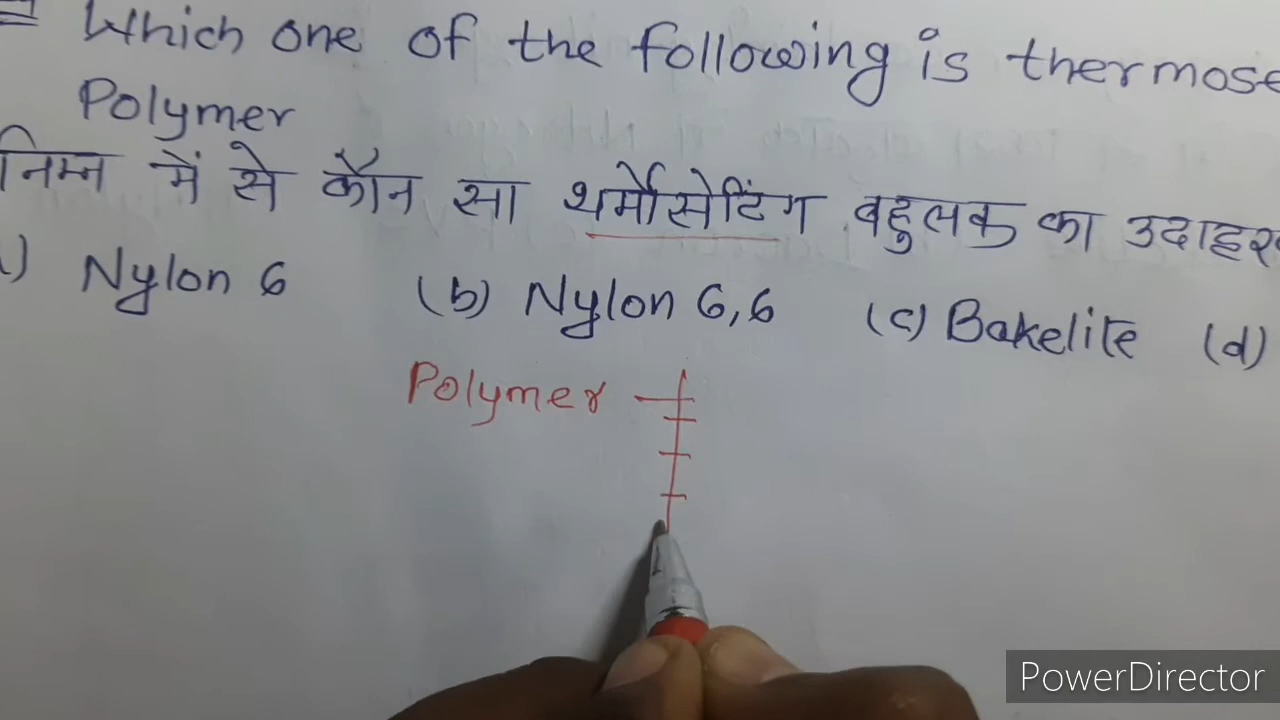 Which one of the following is thermose
Polymer
निम्न में से कौन सा थर्मोसेटिंग बहुलक का उदाहर
) Nylon 6 (b) Nylon 6,6 (c) Bakelite (d)
Polymer
PowerDirector